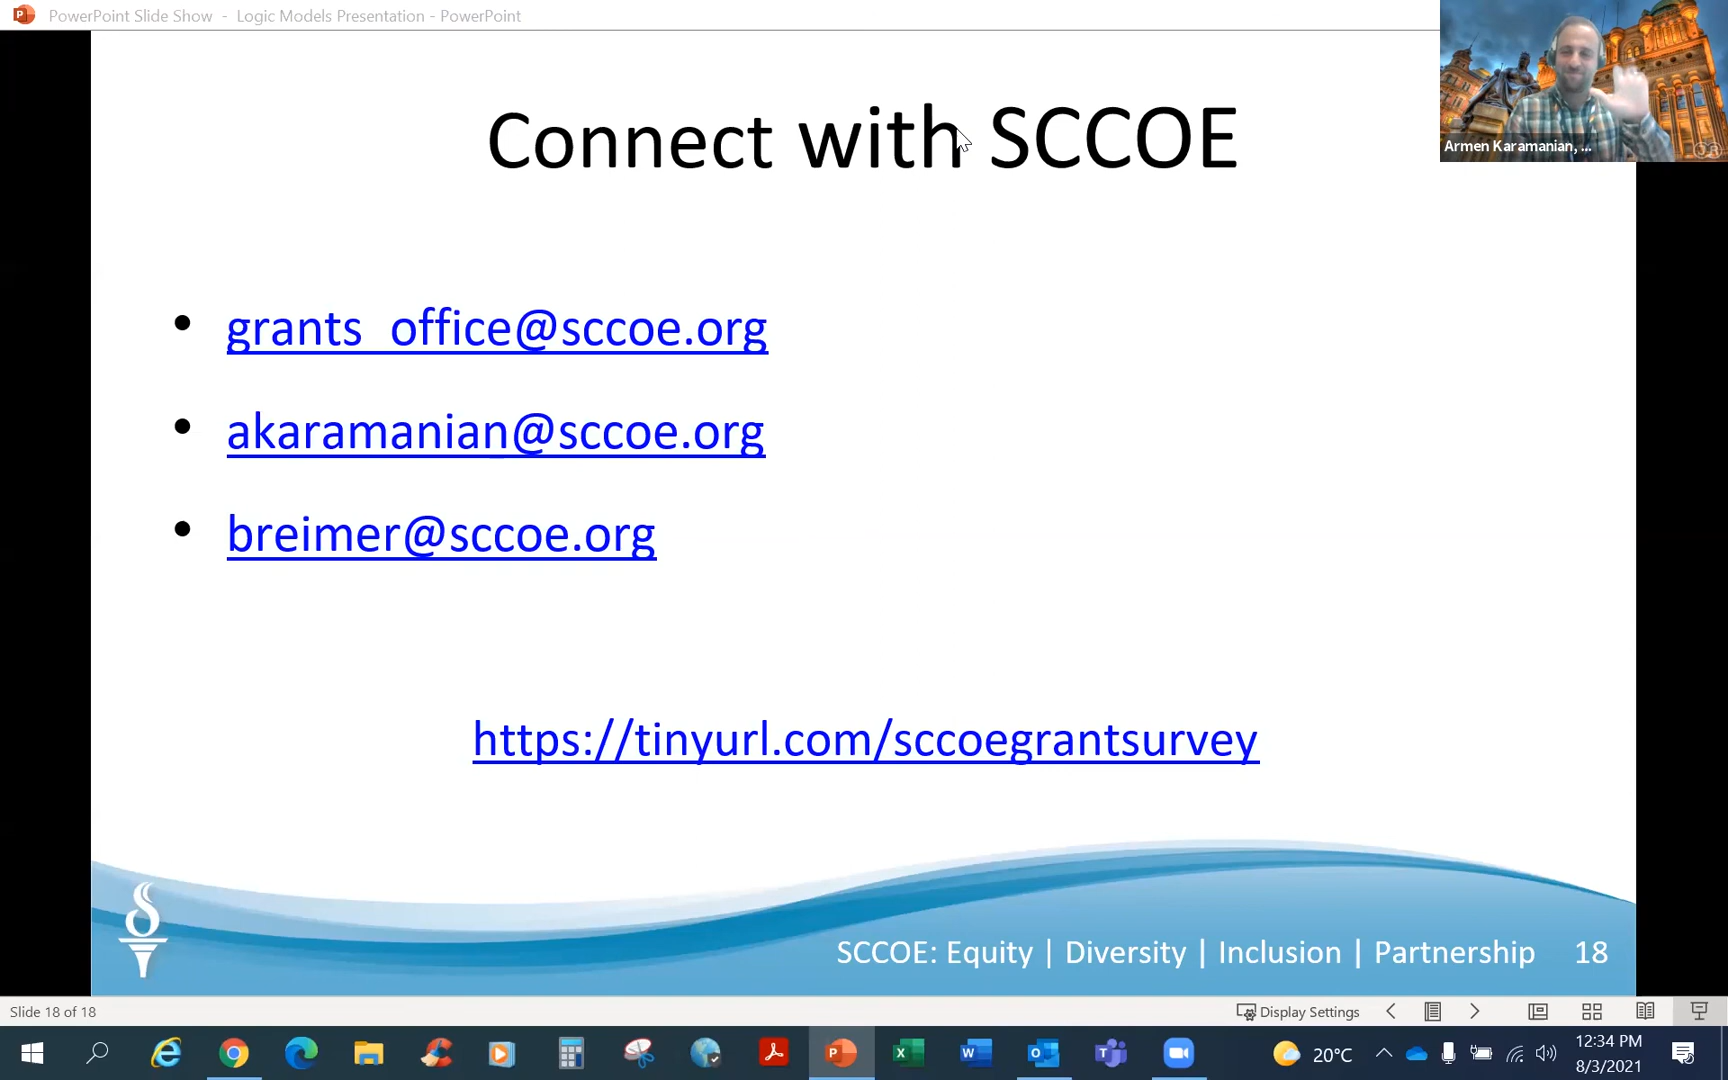 PowerPoint Slide Show - Logic Models Presentation - PowerPoint
Armen Karamanian, ...
Connect with SCCOE
• grants_office@sccoe.org
• akaramanian@sccoe.org
• breimer@sccoe.org
https://tinyurl.com/sccoegrantsurvey
SCCOE: Equity | Diversity | Inclusion | Partnership 18
Slide 18 of 18
Display Settings
20°C
12:34 PM
8/3/2021